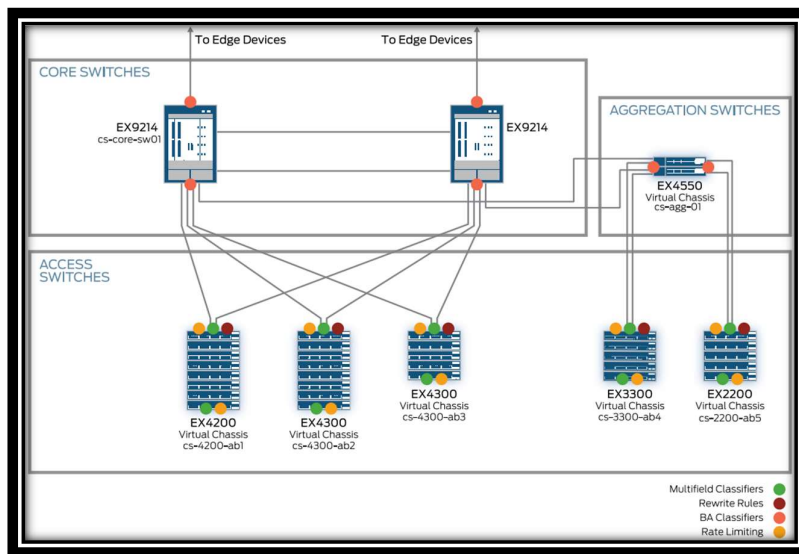 To Edge Devices
To Edge Devices
CORE SWITCHES
EX9214
cs-core-sw01
EX9214
AGGREGATION SWITCHES
EX4550
Virtual Chassis
cs-agg-01
ACCESS
SWITCHES
EX4200
Virtual Chassis
cs-4200-ab1
EX4300
Virtual Chassis
cs-4300-ab2
EX4300
Virtual Chassis
cs-4300-ab3
EX3300
Virtual Chassis
cs-3300-ab4
EX2200
Virtual Chassis
cs-2200-ab5
Multifield Classifiers
Rewrite Rules
BA Classifiers
Rate Limiting